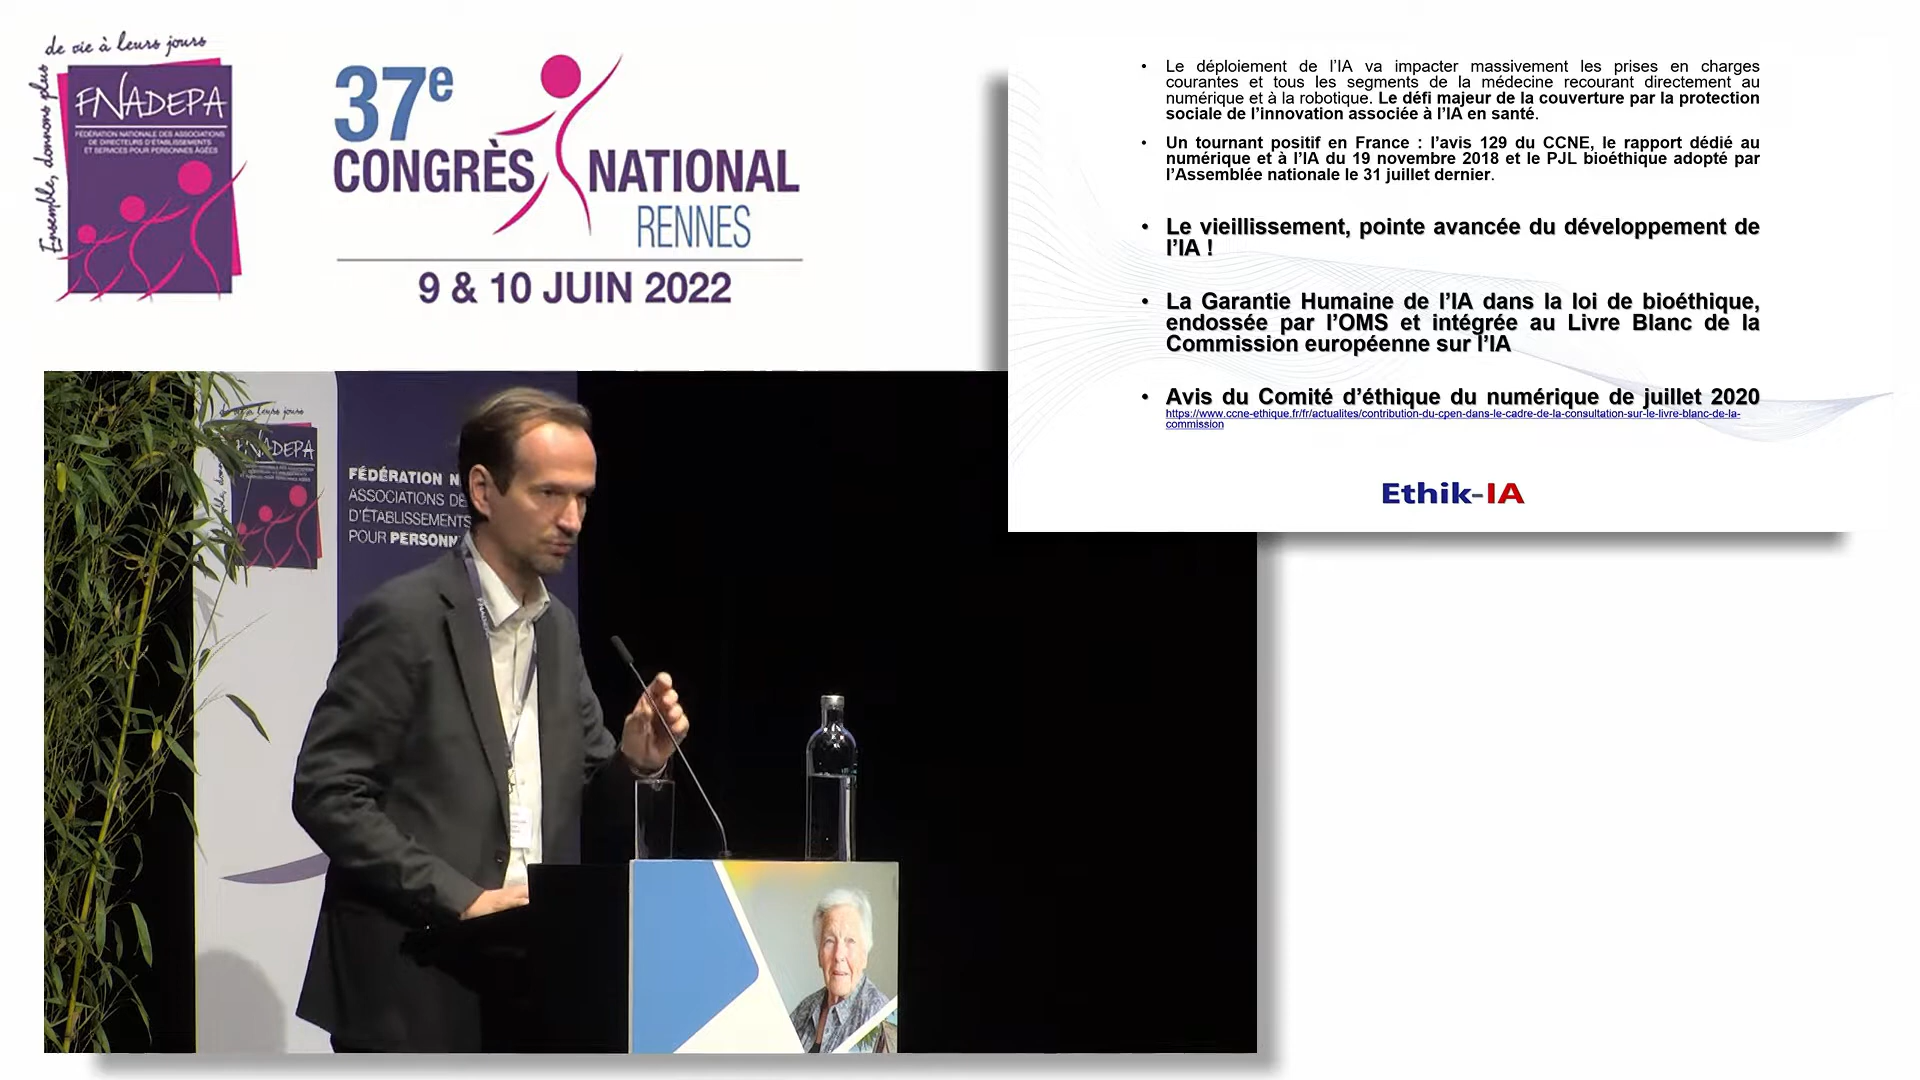 de vie à leurs jours
Ensemble, donnons plus
FNADEPA
FÉDÉRATION NATIONALE DES ASSOCIATIONS
DE DIRECTEURS D'ÉTABLISSEMENTS
ET SERVICES POUR PERSONNES ÂGÉES
37e
CONGRÈS NATIONAL
RENNES
9 & 10 JUIN 2022
• Le déploiement de l'IA va impacter massivement les prises en charges
courantes et tous les segments de la médecine recourant directement au
numérique et à la robotique. Le défi majeur de la couverture par la protection
sociale de l'innovation associée à l'IA en santé.
• Un tournant positif en France : l'avis 129 du CCNE, le rapport dédié au
numérique et à l'IA du 19 novembre 2018 et le PJL bioéthique adopté par
l'Assemblée nationale le 31 juillet dernier.
• Le vieillissement, pointe avancée du développement de
l'IA !
• La Garantie Humaine de l'IA dans la loi de bioéthique,
endossée par l'OMS et intégrée au Livre Blanc de la
Commission européenne sur l'IA
• Avis du Comité d'éthique du numérique de juillet 2020
https://www.ccne-ethique.fr/fr/actualites/contribution-du-cpen-dans-le-cadre-de-la-consultation-sur-le-livre-blanc-de-la-
commission
Ethik-IA
de vie à leurs jours
FNADEPA
FÉDÉRATION N
ASSOCIATIONS DE
D'ÉTABLISSEMENTS
POUR PERSONN